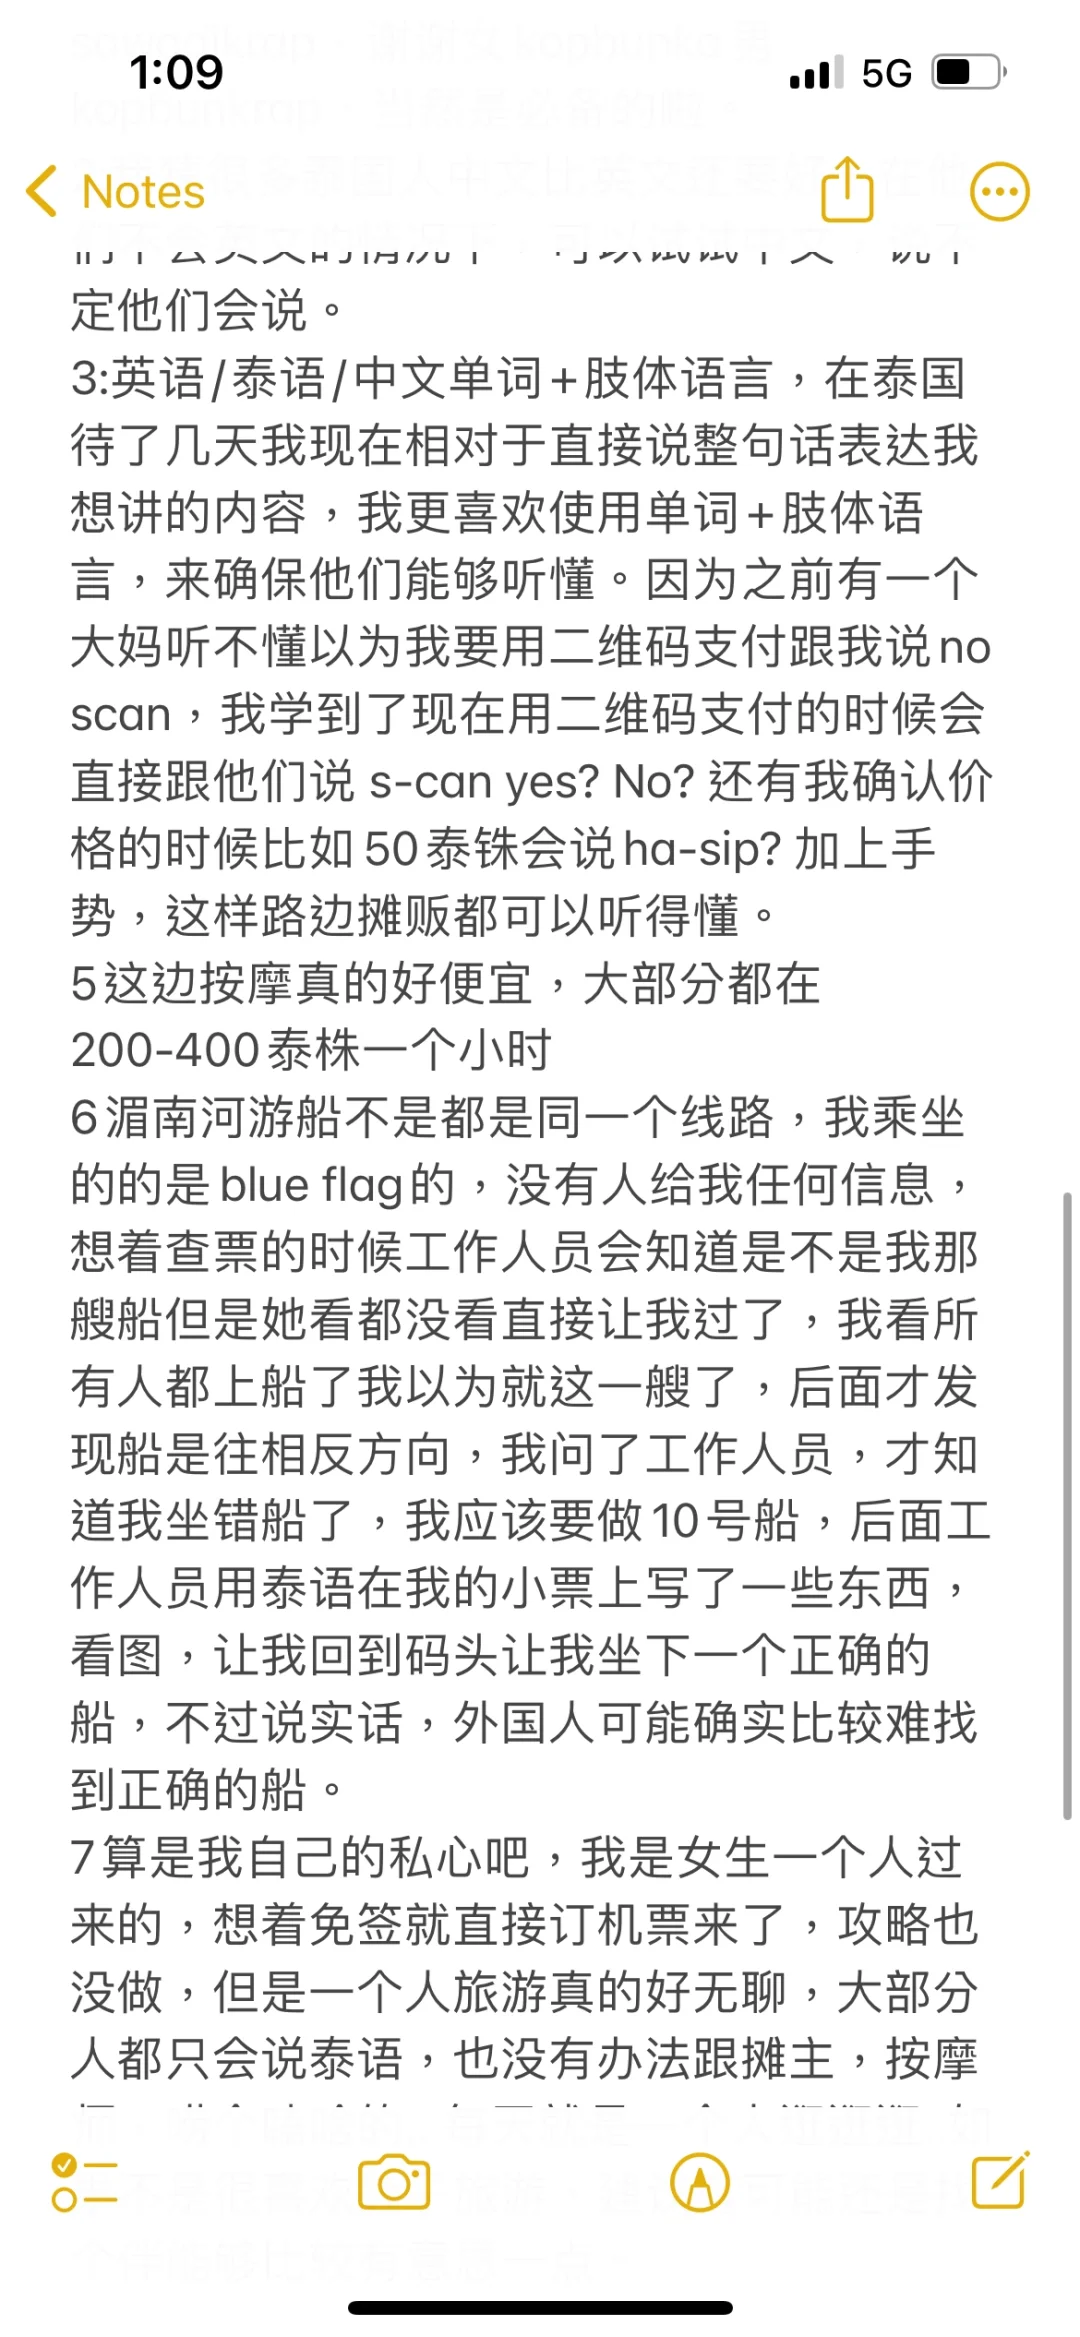 1:09
5G
Notes
定他们会说。
3:英语/泰语/中文单词+肢体语言，在泰国
待了几天我现在相对于直接说整句话表达我
想讲的内容，我更喜欢使用单词+肢体语
言，来确保他们能够听懂。因为之前有一个
大妈听不懂以为我要用二维码支付跟我说no
scan，我学到了现在用二维码支付的时候会
直接跟他们说 s-can yes? No? 还有我确认价
格的时候比如50泰铢会说ha-sip? 加上手
势，这样路边摊贩都可以听得懂。
5这边按摩真的好便宜，大部分都在
200-400泰株一个小时
6湄南河游船不是都是同一个线路，我乘坐
的的是blue flag的，没有人给我任何信息，
想着查票的时候工作人员会知道是不是我那
艘船但是她看都没看直接让我过了，我看所
有人都上船了我以为就这一艘了，后面才发
现船是往相反方向，我问了工作人员，才知
道我坐错船了，我应该要做10号船，后面工
作人员用泰语在我的小票上写了一些东西，
看图，让我回到码头让我坐下一个正确的
船，不过说实话，外国人可能确实比较难找
到正确的船。
7算是我自己的私心吧，我是女生一个人过
来的，想着免签就直接订机票来了，攻略也
没做，但是一个人旅游真的好无聊，大部分
人都只会说泰语，也没有办法跟摊主，按摩